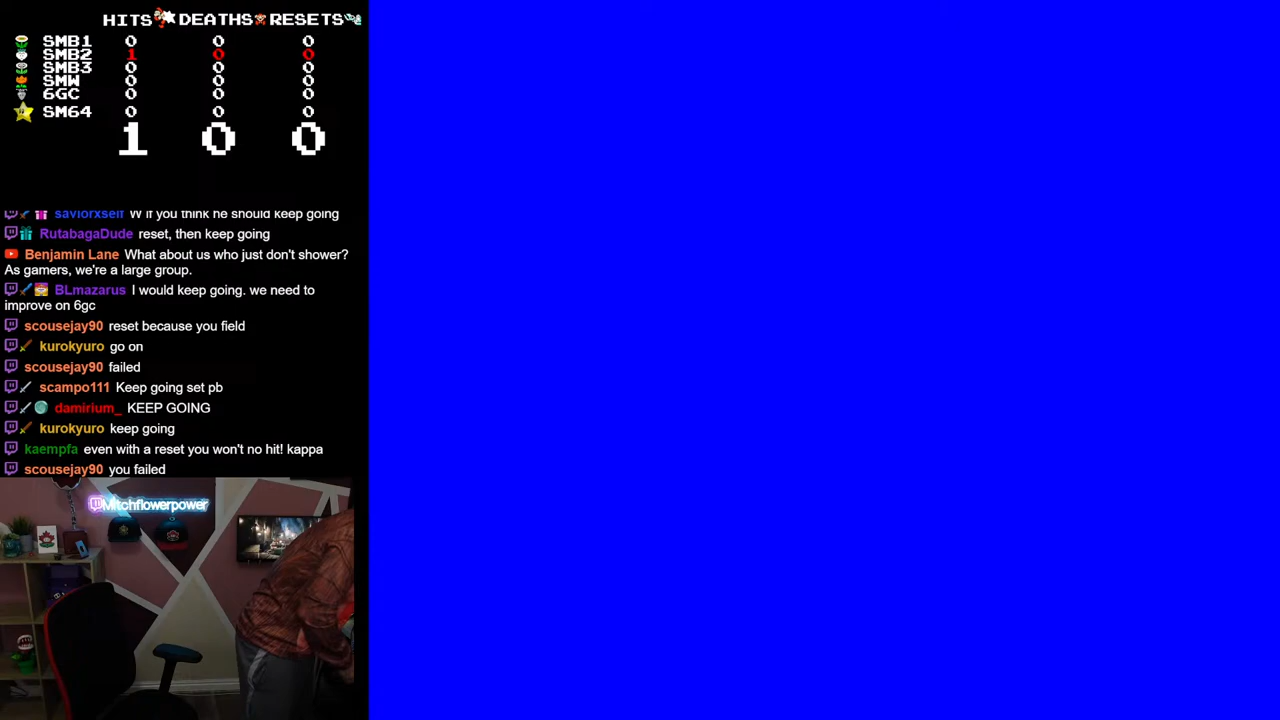 HITS DEATHS RESETS
SMB1 0 0 0
SMB2 1 0 0
SMB3 0 0 0
SMW 0 0 0
6GC 0 0 0
SM64 0 0 0
1 0 0
saviorxself W if you think he should keep going
RutabagaDude reset, then keep going
Benjamin Lane What about us who just don't shower?
As gamers, we're a large group.
BLmazarus I would keep going. we need to
improve on 6gc
scousejay90 reset because you field
kurokyuro go on
scousejay90 failed
scampo111 Keep going set pb
damirium_ KEEP GOING
kurokyuro keep going
kaempfa even with a reset you won't no hit! kappa
scousejay90 you failed
Mitchflowerpower